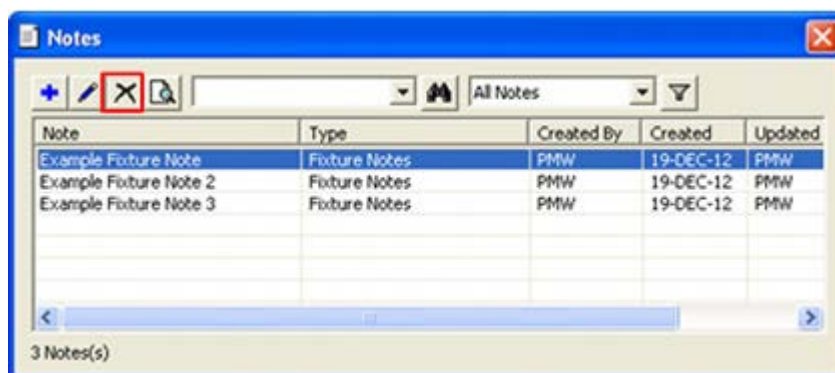 Notes
All Notes
Note Type Created By Created Updated
Example Fixture Note Fixture Notes PMW 19-DEC-12 PMW
Example Fixture Note 2 Fixture Notes PMW 19-DEC-12 PMW
Example Fixture Note 3 Fixture Notes PMW 19-DEC-12 PMW
3 Notes(s)